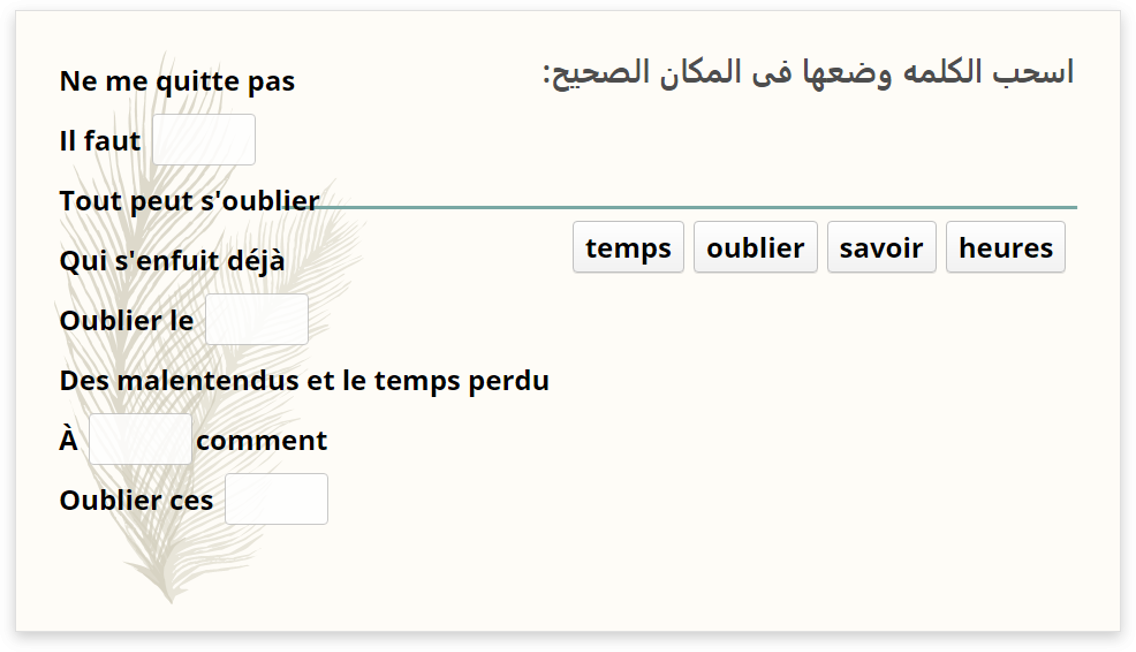 اسحب الكلمه وضعها فى المكان الصحيح:
Ne me quitte pas
Il faut
Tout peut s'oublier
Qui s'enfuit déjà
Oublier le
Des malentendus et le temps perdu
À comment
Oublier ces
temps oublier savoir heures